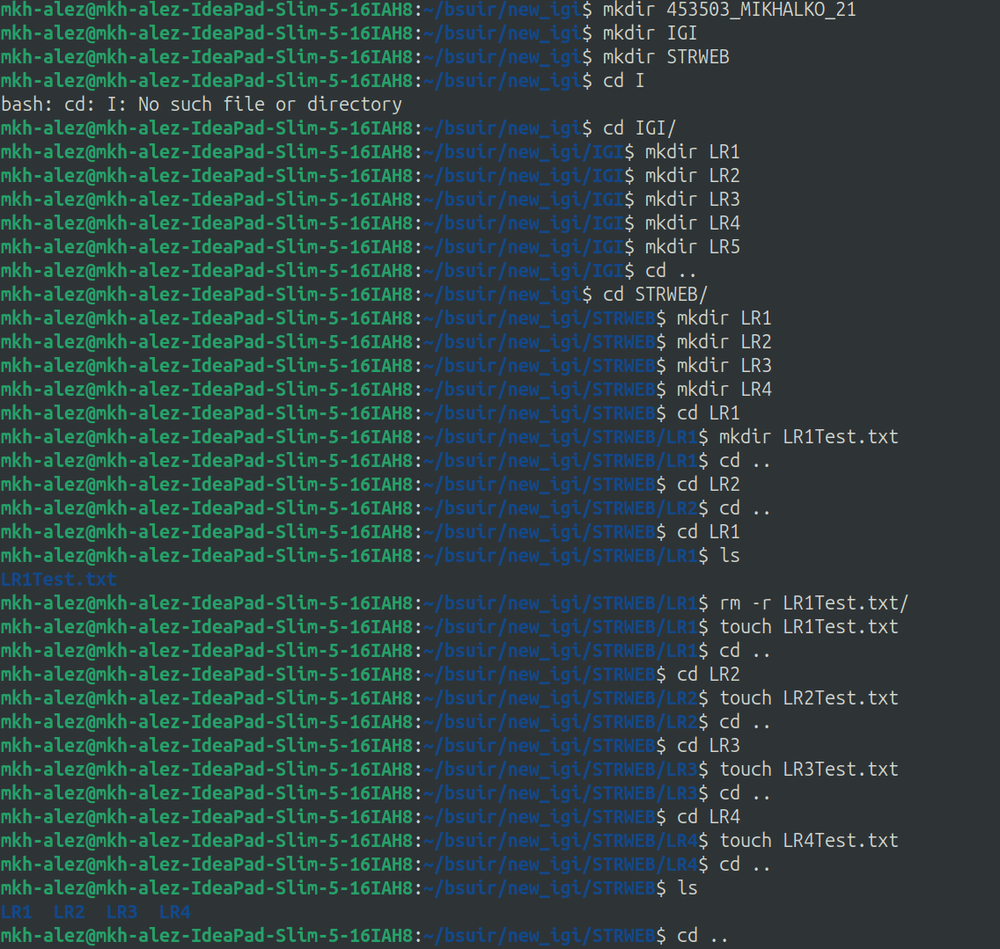 mkh-alez@mkh-alez-IdeaPad-Slim-5-16IAH8:~/bsuir/new_igi$ mkdir 453503_MIKHALKO_21
mkh-alez@mkh-alez-IdeaPad-Slim-5-16IAH8:~/bsuir/new_igi$ mkdir IGI
mkh-alez@mkh-alez-IdeaPad-Slim-5-16IAH8:~/bsuir/new_igi$ mkdir STRWEB
mkh-alez@mkh-alez-IdeaPad-Slim-5-16IAH8:~/bsuir/new_igi$ cd I
bash: cd: I: No such file or directory
mkh-alez@mkh-alez-IdeaPad-Slim-5-16IAH8:~/bsuir/new_igi$ cd IGI/
mkh-alez@mkh-alez-IdeaPad-Slim-5-16IAH8:~/bsuir/new_igi/IGI$ mkdir LR1
mkh-alez@mkh-alez-IdeaPad-Slim-5-16IAH8:~/bsuir/new_igi/IGI$ mkdir LR2
mkh-alez@mkh-alez-IdeaPad-Slim-5-16IAH8:~/bsuir/new_igi/IGI$ mkdir LR3
mkh-alez@mkh-alez-IdeaPad-Slim-5-16IAH8:~/bsuir/new_igi/IGI$ mkdir LR4
mkh-alez@mkh-alez-IdeaPad-Slim-5-16IAH8:~/bsuir/new_igi/IGI$ mkdir LR5
mkh-alez@mkh-alez-IdeaPad-Slim-5-16IAH8:~/bsuir/new_igi/IGI$ cd ..
mkh-alez@mkh-alez-IdeaPad-Slim-5-16IAH8:~/bsuir/new_igi$ cd STRWEB/
mkh-alez@mkh-alez-IdeaPad-Slim-5-16IAH8:~/bsuir/new_igi/STRWEB$ mkdir LR1
mkh-alez@mkh-alez-IdeaPad-Slim-5-16IAH8:~/bsuir/new_igi/STRWEB$ mkdir LR2
mkh-alez@mkh-alez-IdeaPad-Slim-5-16IAH8:~/bsuir/new_igi/STRWEB$ mkdir LR3
mkh-alez@mkh-alez-IdeaPad-Slim-5-16IAH8:~/bsuir/new_igi/STRWEB$ mkdir LR4
mkh-alez@mkh-alez-IdeaPad-Slim-5-16IAH8:~/bsuir/new_igi/STRWEB$ cd LR1
mkh-alez@mkh-alez-IdeaPad-Slim-5-16IAH8:~/bsuir/new_igi/STRWEB/LR1$ mkdir LR1Test.txt
mkh-alez@mkh-alez-IdeaPad-Slim-5-16IAH8:~/bsuir/new_igi/STRWEB/LR1$ cd ..
mkh-alez@mkh-alez-IdeaPad-Slim-5-16IAH8:~/bsuir/new_igi/STRWEB$ cd LR2
mkh-alez@mkh-alez-IdeaPad-Slim-5-16IAH8:~/bsuir/new_igi/STRWEB/LR2$ cd ..
mkh-alez@mkh-alez-IdeaPad-Slim-5-16IAH8:~/bsuir/new_igi/STRWEB$ cd LR1
mkh-alez@mkh-alez-IdeaPad-Slim-5-16IAH8:~/bsuir/new_igi/STRWEB/LR1$ ls
LR1Test.txt
mkh-alez@mkh-alez-IdeaPad-Slim-5-16IAH8:~/bsuir/new_igi/STRWEB/LR1$ rm -r LR1Test.txt/
mkh-alez@mkh-alez-IdeaPad-Slim-5-16IAH8:~/bsuir/new_igi/STRWEB/LR1$ touch LR1Test.txt
mkh-alez@mkh-alez-IdeaPad-Slim-5-16IAH8:~/bsuir/new_igi/STRWEB/LR1$ cd ..
mkh-alez@mkh-alez-IdeaPad-Slim-5-16IAH8:~/bsuir/new_igi/STRWEB$ cd LR2
mkh-alez@mkh-alez-IdeaPad-Slim-5-16IAH8:~/bsuir/new_igi/STRWEB/LR2$ touch LR2Test.txt
mkh-alez@mkh-alez-IdeaPad-Slim-5-16IAH8:~/bsuir/new_igi/STRWEB/LR2$ cd ..
mkh-alez@mkh-alez-IdeaPad-Slim-5-16IAH8:~/bsuir/new_igi/STRWEB$ cd LR3
mkh-alez@mkh-alez-IdeaPad-Slim-5-16IAH8:~/bsuir/new_igi/STRWEB/LR3$ touch LR3Test.txt
mkh-alez@mkh-alez-IdeaPad-Slim-5-16IAH8:~/bsuir/new_igi/STRWEB/LR3$ cd ..
mkh-alez@mkh-alez-IdeaPad-Slim-5-16IAH8:~/bsuir/new_igi/STRWEB$ cd LR4
mkh-alez@mkh-alez-IdeaPad-Slim-5-16IAH8:~/bsuir/new_igi/STRWEB/LR4$ touch LR4Test.txt
mkh-alez@mkh-alez-IdeaPad-Slim-5-16IAH8:~/bsuir/new_igi/STRWEB/LR4$ cd ..
mkh-alez@mkh-alez-IdeaPad-Slim-5-16IAH8:~/bsuir/new_igi/STRWEB$ ls
LR1  LR2  LR3  LR4
mkh-alez@mkh-alez-IdeaPad-Slim-5-16IAH8:~/bsuir/new_igi/STRWEB$ cd ..